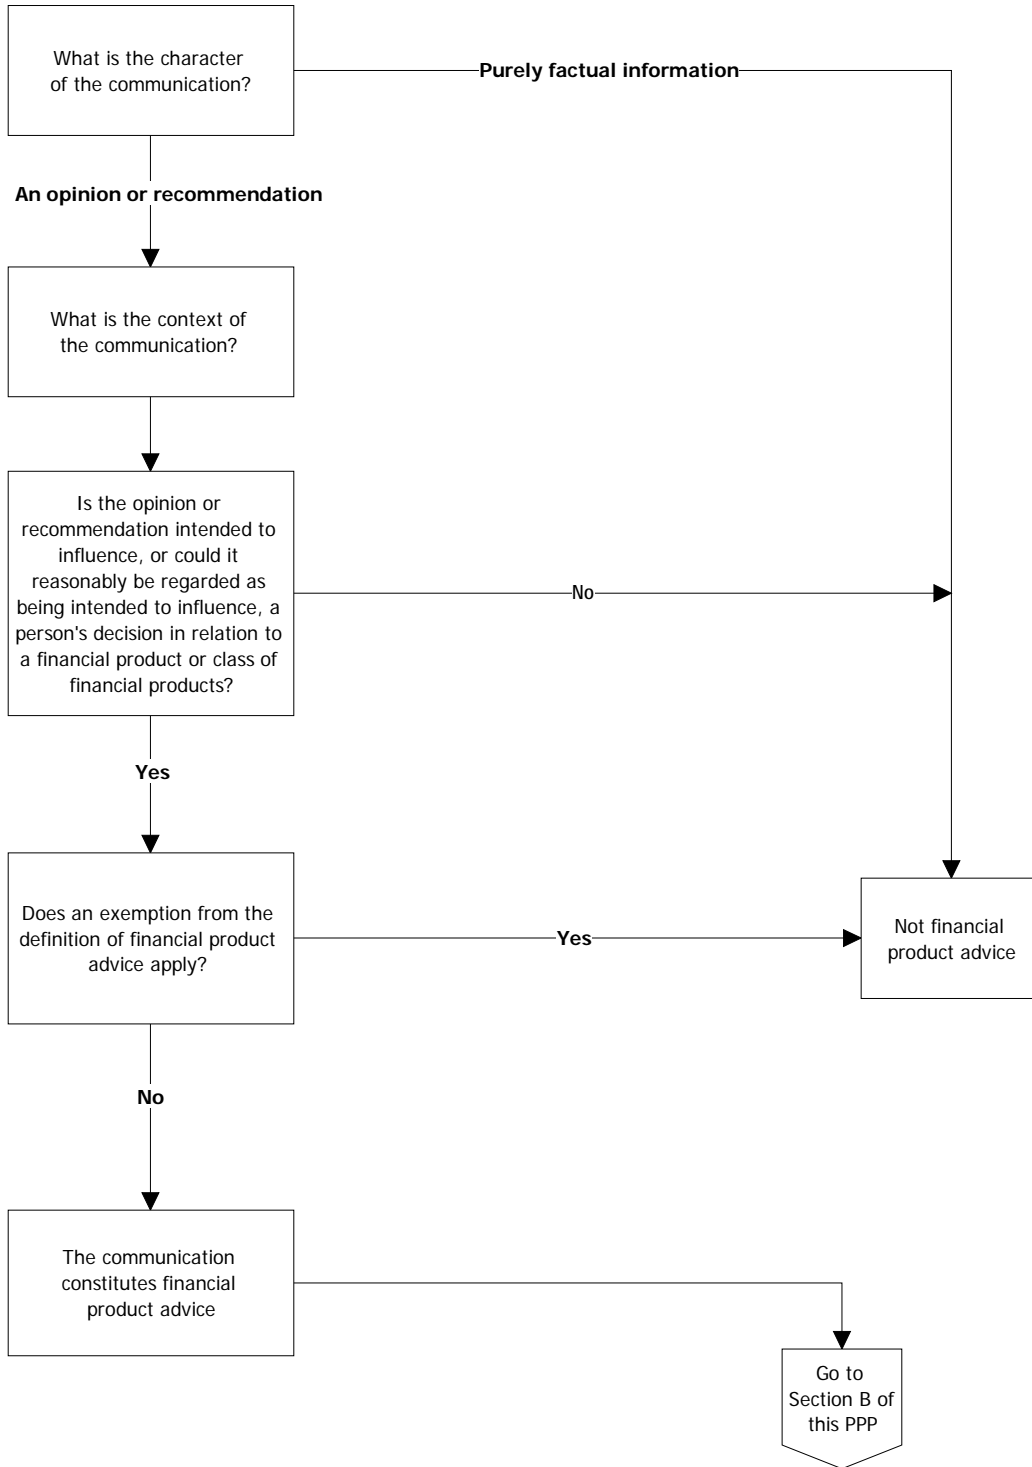 What is the character
of the communication?
Purely factual information
An opinion or recommendation
What is the context of
the communication?
Is the opinion or
recommendation intended to
influence, or could it
reasonably be regarded as
being intended to influence, a
person's decision in relation to
a financial product or class of
financial products?
No
Yes
Does an exemption from the
definition of financial product
advice apply?
Yes
Not financial
product advice
No
The communication
constitutes financial
product advice
Go to
Section B of
this PPP